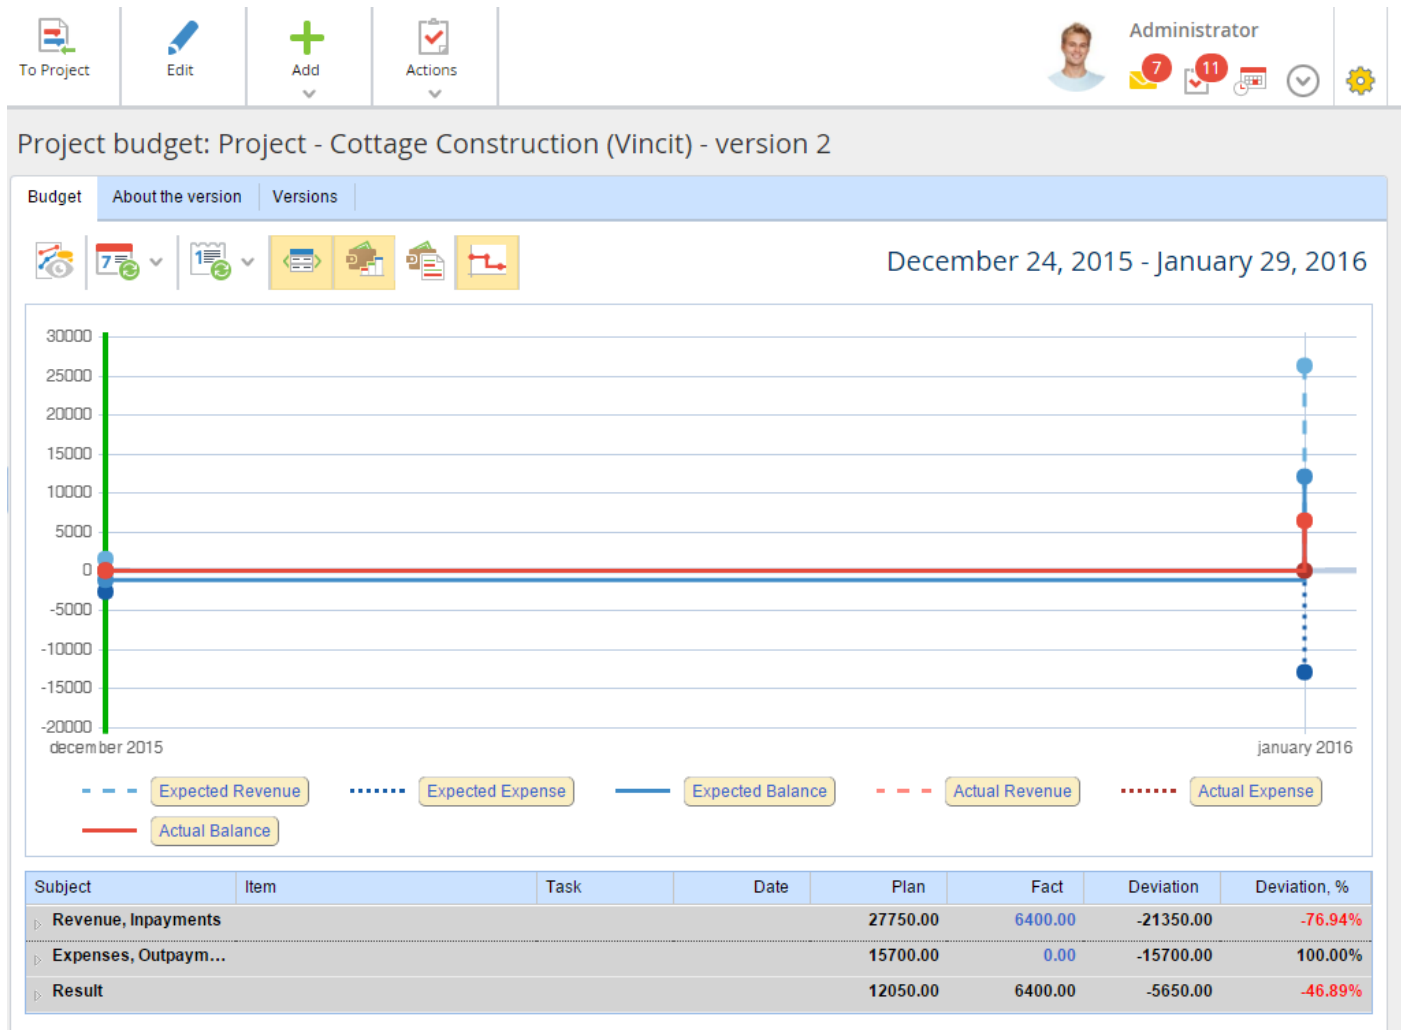 To Project Edit Add Actions
Administrator
7 11
Project budget: Project - Cottage Construction (Vincit) - version 2
Budget About the version Versions
7 1 December 24, 2015 - January 29, 2016
30000
25000
20000
15000
10000
5000
0
-5000
-10000
-15000
-20000
december 2015 january 2016
Expected Revenue Expected Expense Expected Balance Actual Revenue Actual Expense
Actual Balance
Subject Item Task Date Plan Fact Deviation Deviation, %
Revenue, Inpayments 27750.00 6400.00 -21350.00 -76.94%
Expenses, Outpaym... 15700.00 0.00 -15700.00 100.00%
Result 12050.00 6400.00 -5650.00 -46.89%